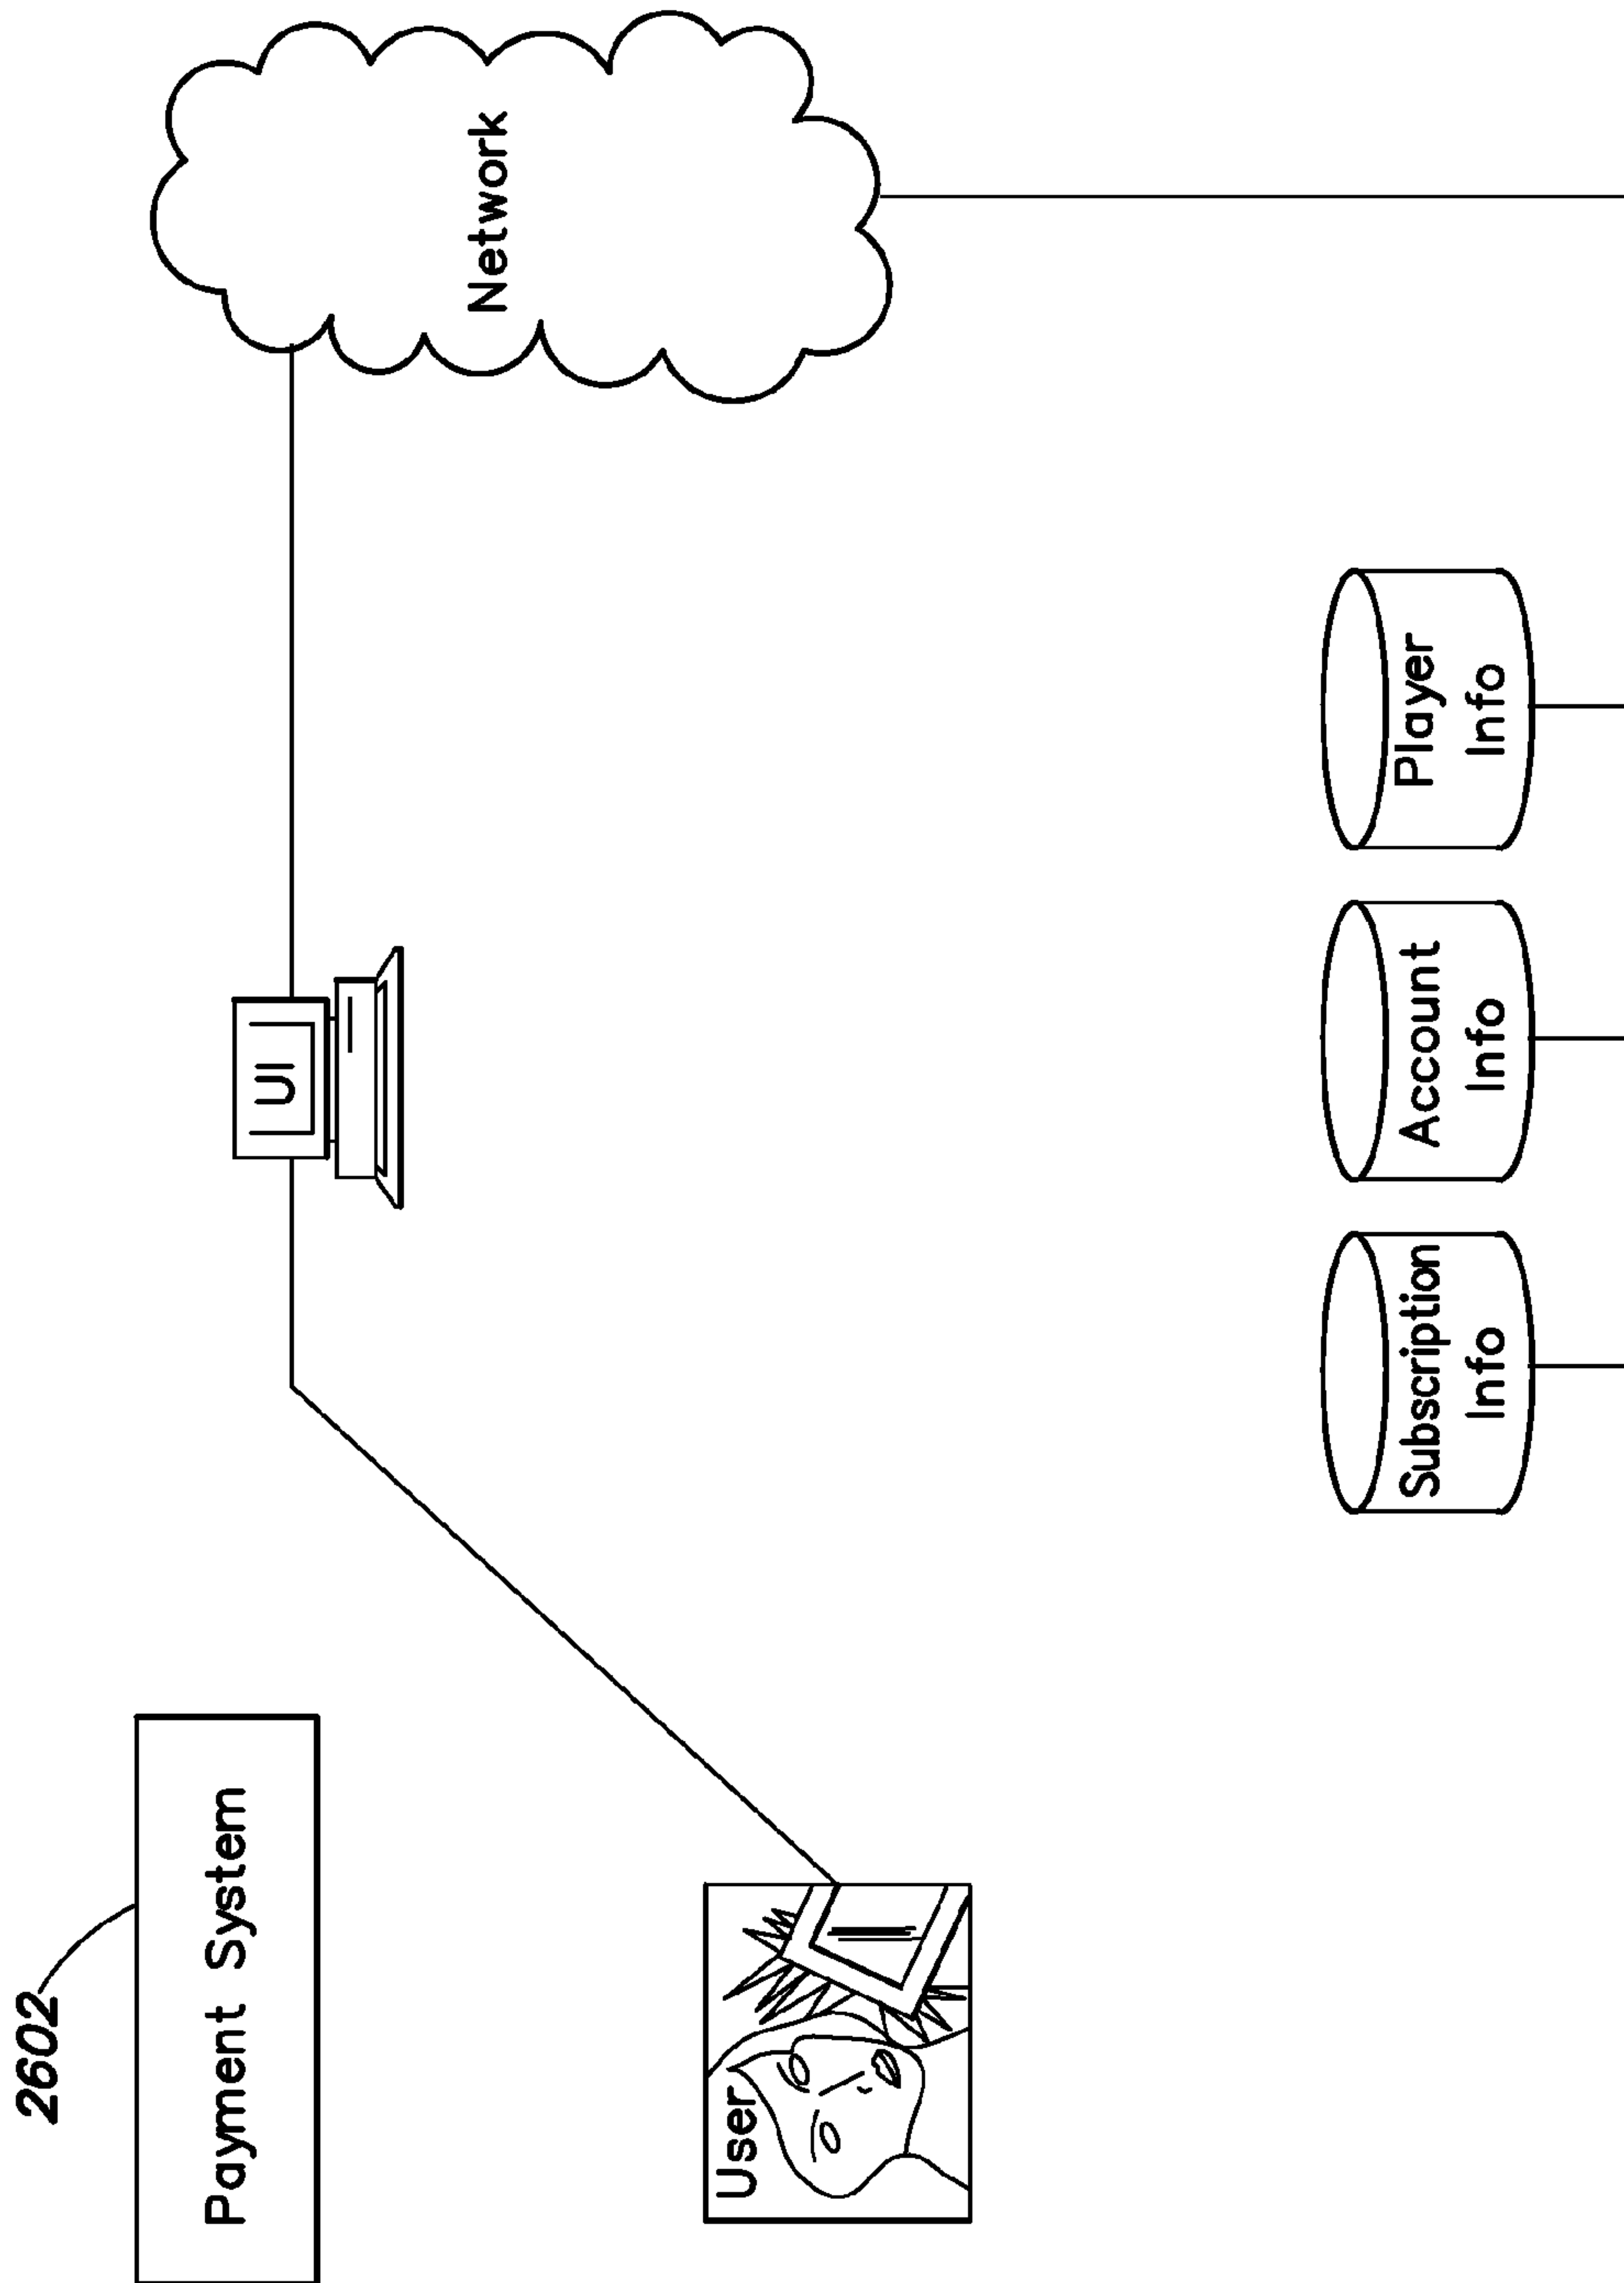 2602
Payment System
UI
Network
User
Subscription
Info
Account
Info
Player
Info